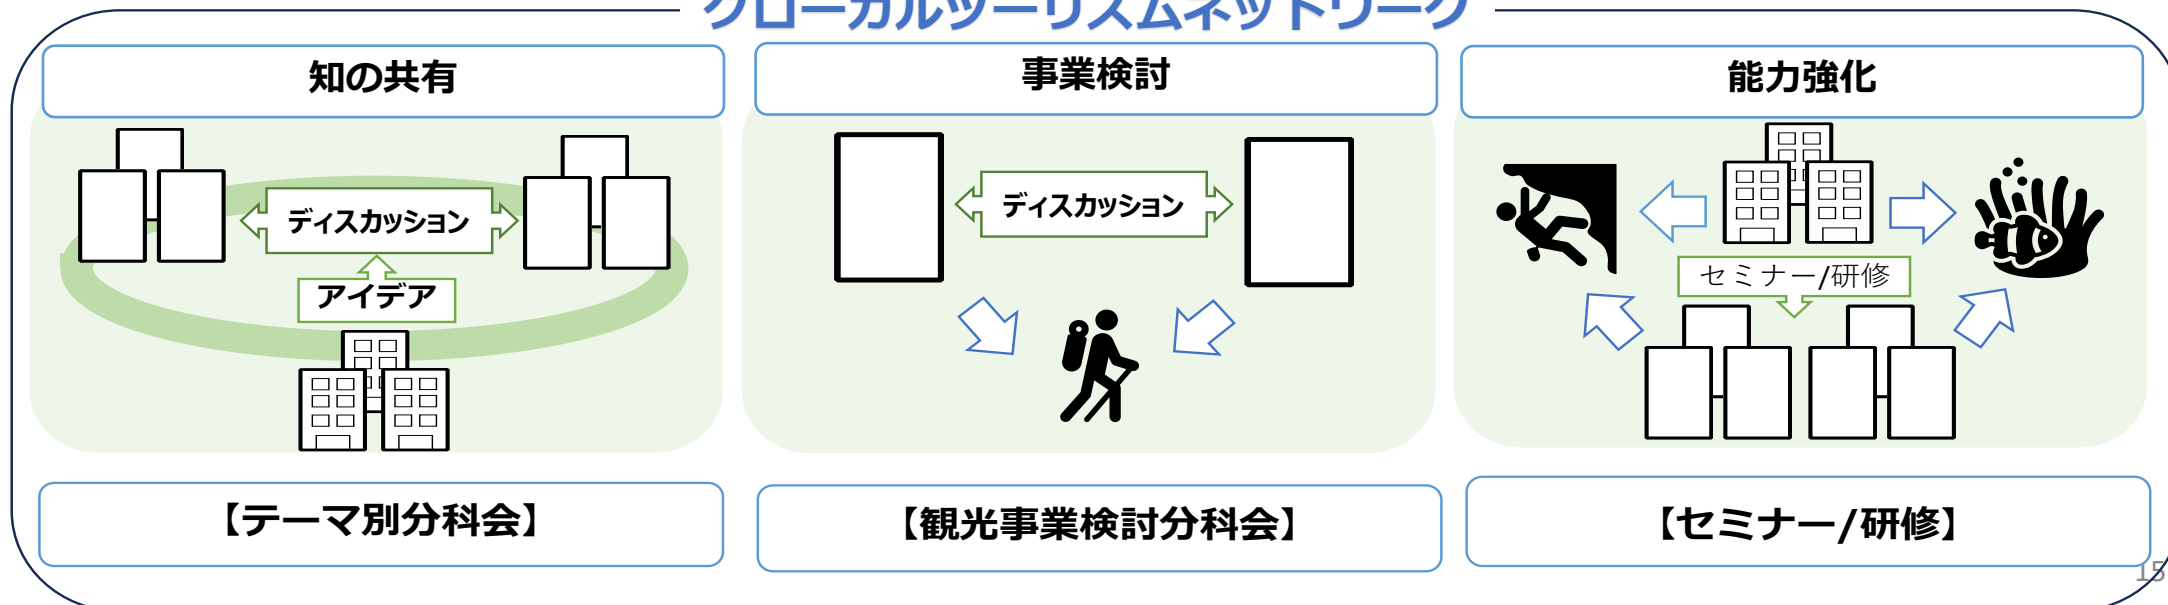 グローカルツーリズムネットワーク
知の共有
事業検討
能力強化
ディスカッション
アイデア
ディスカッション
セミナー/研修
【テーマ別分科会】
【観光事業検討分科会】
【セミナー/研修】
15